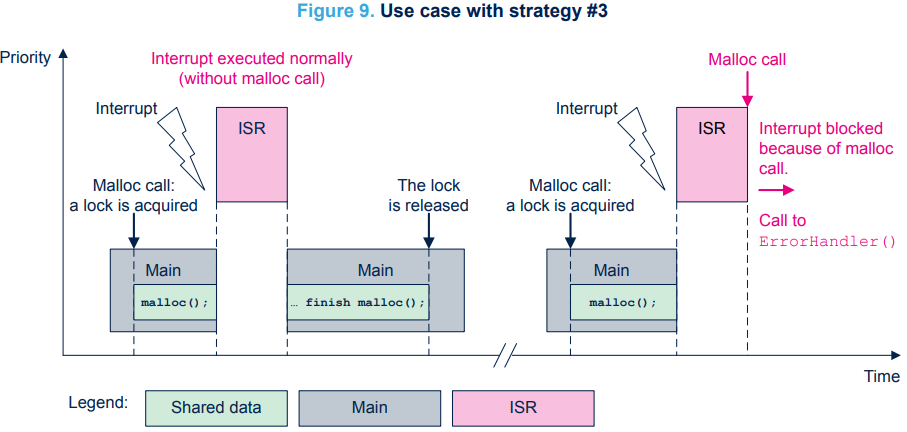 Figure 9. Use case with strategy #3
Priority
Interrupt executed normally
(without malloc call)
Malloc call
Interrupt
ISR
Interrupt
ISR
Interrupt blocked
because of malloc
call.
Malloc call:
a lock is acquired
The lock
is released
Malloc call:
a lock is acquired
Call to
ErrorHandler()
Main
malloc();
Main
… finish malloc();
Main
malloc();
Time
Legend:
Shared data
Main
ISR